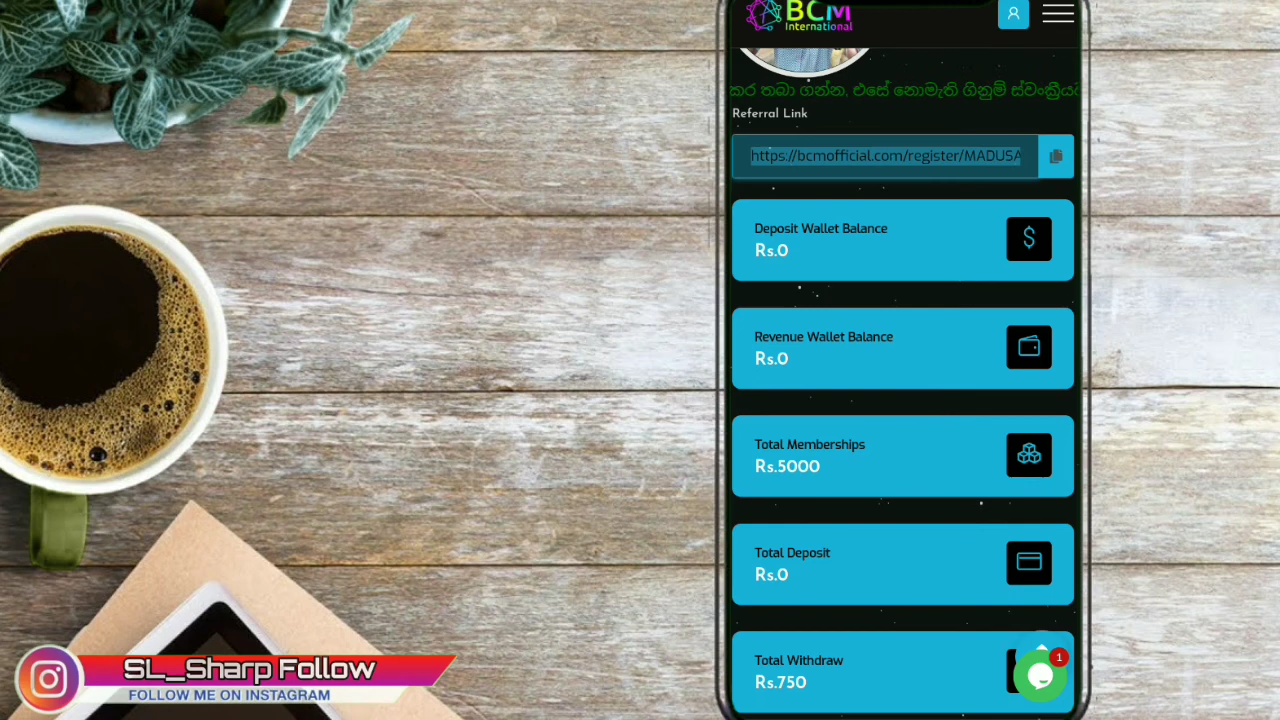 BCM
International
කර තබා ගන්න, එසේ නොමැති ගිනුම් ස්වංක්‍රීයව
Referral Link
https://bcmofficial.com/register/MADUSA
Deposit Wallet Balance
Rs.0
Revenue Wallet Balance
Rs.0
Total Memberships
Rs.5000
Total Deposit
Rs.0
Total Withdraw
Rs.750
1
SL_Sharp Follow
FOLLOW ME ON INSTAGRAM